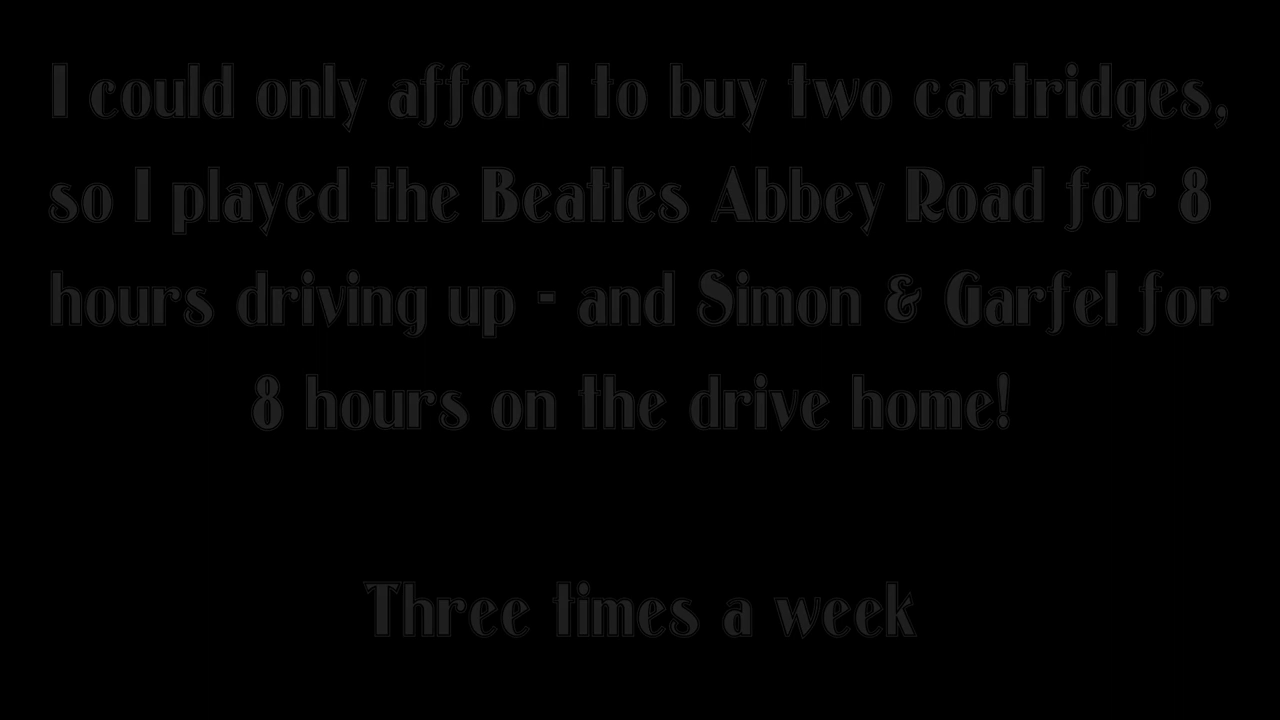 I could only afford to buy two cartridges,
so I played the Beatles Abbey Road for 8
hours driving up - and Simon & Garfel for
8 hours on the drive home!
Three times a week